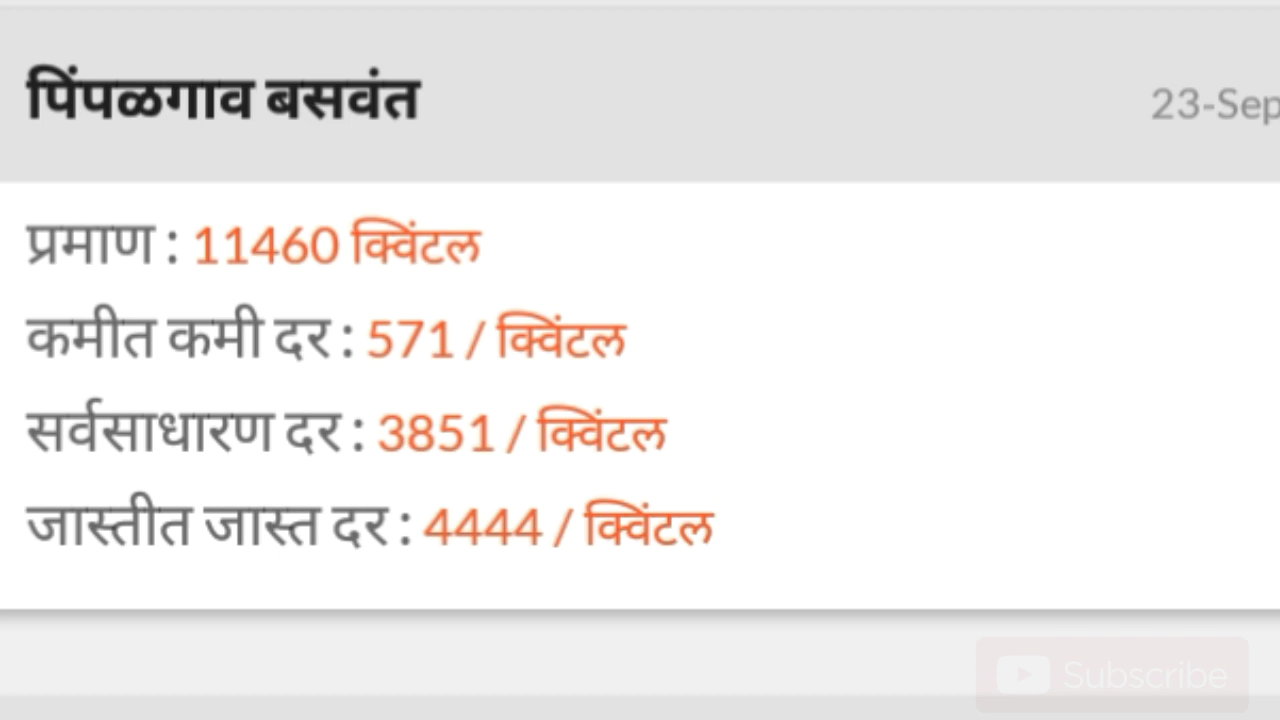 पिंपळगाव बसवंत
23-Sep
प्रमाण : 11460 क्विंटल
कमीत कमी दर : 571 / क्विंटल
सर्वसाधारण दर : 3851 / क्विंटल
जास्तीत जास्त दर : 4444 / क्विंटल
Subscribe